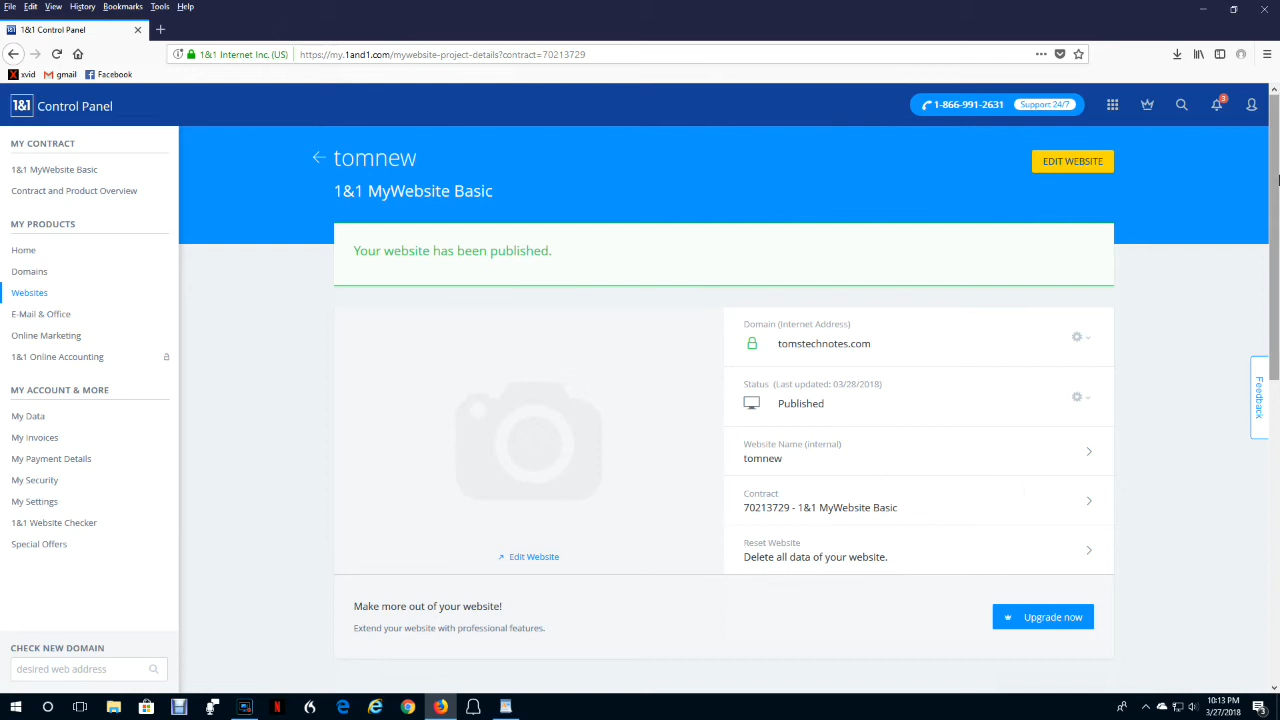 File Edit View History Bookmarks Tools Help
1&1 Control Panel
1&1 Internet Inc. (US) https://my.1and1.com/mywebsite-project-details?contract=70213729
xvid gmail Facebook
1&1 Control Panel
1-866-991-2631 Support 24/7
3
MY CONTRACT
1&1 MyWebsite Basic
Contract and Product Overview
MY PRODUCTS
Home
Domains
Websites
E-Mail & Office
Online Marketing
1&1 Online Accounting
MY ACCOUNT & MORE
My Data
My Invoices
My Payment Details
My Security
My Settings
1&1 Website Checker
Special Offers
CHECK NEW DOMAIN
desired web address
tomnew
EDIT WEBSITE
1&1 MyWebsite Basic
Your website has been published.
Edit Website
Domain (Internet Address)
tomstechnotes.com
Status (Last updated: 03/28/2018)
Published
Website Name (internal)
tomnew
Contract
70213729 - 1&1 MyWebsite Basic
Reset Website
Delete all data of your website.
Make more out of your website!
Extend your website with professional features.
Upgrade now
Feedback
10:13 PM
3/27/2018
3